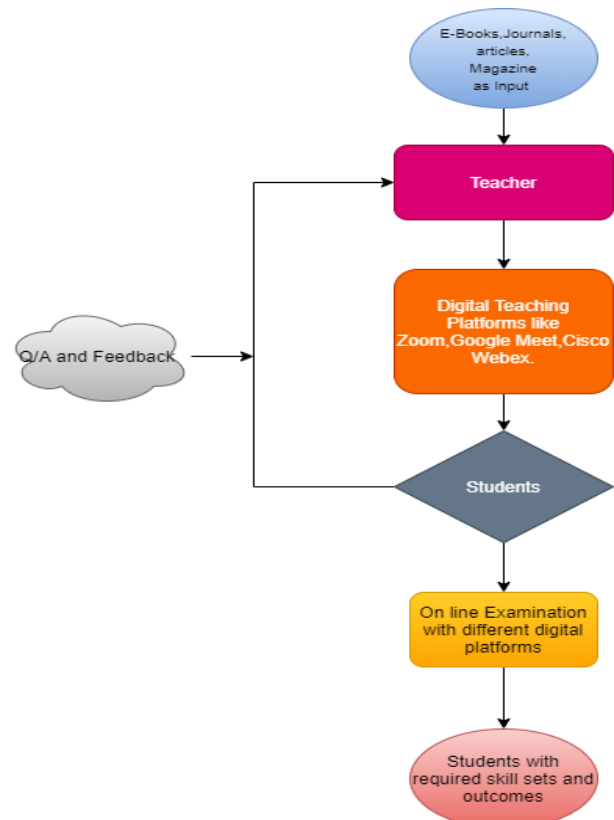 E-Books,Journals,
articles,
Magazine
as Input
Teacher
Digital Teaching
Platforms like
Zoom,Google Meet,Cisco
Webex.
Q/A and Feedback
Students
On line Examination
with different digital
platforms
Students with
required skill sets and
outcomes